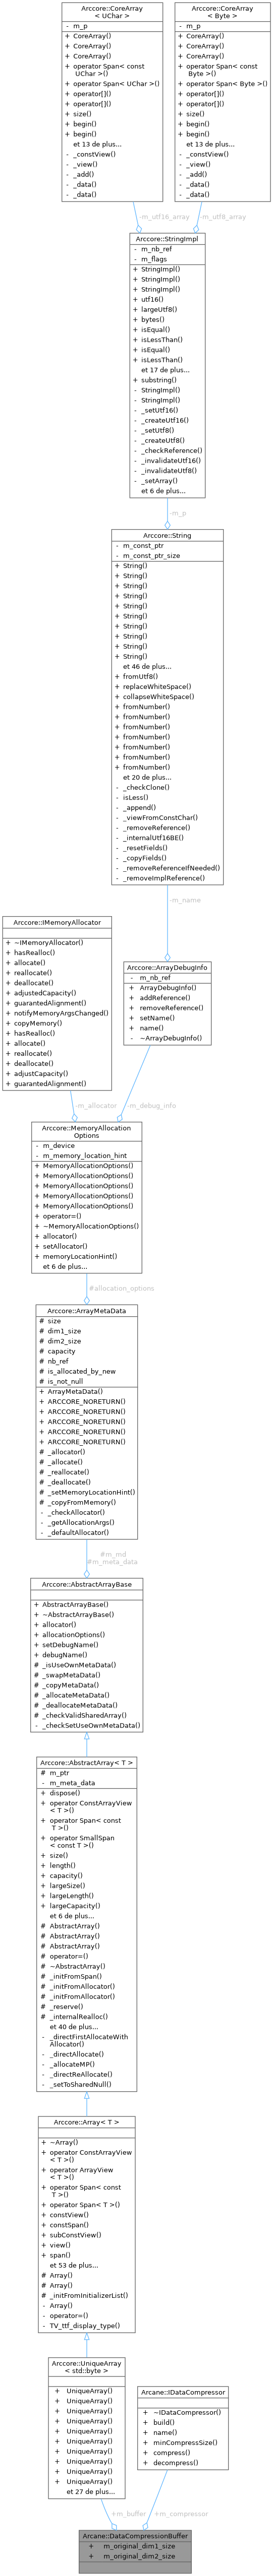 Arccore::CoreArray
< UChar >
- m_p
+ CoreArray()
+ CoreArray()
+ CoreArray()
+ operator Span< const
UChar >()
+ operator Span< UChar >()
+ operator[]()
+ operator[]()
+ size()
+ begin()
+ begin()
et 13 de plus...
- _constView()
- _view()
- _add()
- _data()
- _data()
Arccore::CoreArray
< Byte >
- m_p
+ CoreArray()
+ CoreArray()
+ CoreArray()
+ operator Span< const
Byte >()
+ operator Span< Byte >()
+ operator[]()
+ operator[]()
+ size()
+ begin()
+ begin()
et 13 de plus...
- _constView()
- _view()
- _add()
- _data()
- _data()
-m_utf16_array
-m_utf8_array
Arccore::StringImpl
- m_nb_ref
- m_flags
+ StringImpl()
+ StringImpl()
+ StringImpl()
+ utf16()
+ largeUtf8()
+ bytes()
+ isEqual()
+ isLessThan()
+ isEqual()
+ isLessThan()
et 17 de plus...
+ substring()
- StringImpl()
- StringImpl()
- _setUtf16()
- _createUtf16()
- _setUtf8()
- _createUtf8()
- _checkReference()
- _invalidateUtf16()
- _invalidateUtf8()
- _setArray()
et 6 de plus...
-m_p
Arccore::String
- m_const_ptr
- m_const_ptr_size
+ String()
+ String()
+ String()
+ String()
+ String()
+ String()
+ String()
+ String()
+ String()
+ String()
et 46 de plus...
+ fromUtf8()
+ replaceWhiteSpace()
+ collapseWhiteSpace()
+ fromNumber()
+ fromNumber()
+ fromNumber()
+ fromNumber()
+ fromNumber()
+ fromNumber()
+ fromNumber()
et 20 de plus...
- _checkClone()
- isLess()
- _append()
- _viewFromConstChar()
- _removeReference()
- _internalUtf16BE()
- _resetFields()
- _copyFields()
- _removeReferenceIfNeeded()
- _removeImplReference()
-m_name
Arccore::IMemoryAllocator
+ ~IMemoryAllocator()
+ hasRealloc()
+ allocate()
+ reallocate()
+ deallocate()
+ adjustedCapacity()
+ guarantedAlignment()
+ notifyMemoryArgsChanged()
+ copyMemory()
+ hasRealloc()
+ allocate()
+ reallocate()
+ deallocate()
+ adjustCapacity()
+ guarantedAlignment()
Arccore::ArrayDebugInfo
- m_nb_ref
+ ArrayDebugInfo()
+ addReference()
+ removeReference()
+ setName()
+ name()
- ~ArrayDebugInfo()
-m_allocator
-m_debug_info
Arccore::MemoryAllocation
Options
- m_device
- m_memory_location_hint
+ MemoryAllocationOptions()
+ MemoryAllocationOptions()
+ MemoryAllocationOptions()
+ MemoryAllocationOptions()
+ MemoryAllocationOptions()
+ operator=()
+ ~MemoryAllocationOptions()
+ allocator()
+ setAllocator()
+ memoryLocationHint()
et 6 de plus...
#allocation_options
Arccore::ArrayMetaData
# size
# dim1_size
# dim2_size
# capacity
# nb_ref
# is_allocated_by_new
# is_not_null
+ ArrayMetaData()
+ ARCCORE_NORETURN()
+ ARCCORE_NORETURN()
+ ARCCORE_NORETURN()
+ ARCCORE_NORETURN()
+ ARCCORE_NORETURN()
# _allocator()
# _allocate()
# _reallocate()
# _deallocate()
# _setMemoryLocationHint()
# _copyFromMemory()
- _checkAllocator()
- _getAllocationArgs()
- _defaultAllocator()
#m_md
#m_meta_data
Arccore::AbstractArrayBase
+ AbstractArrayBase()
+ ~AbstractArrayBase()
+ allocator()
+ allocationOptions()
+ setDebugName()
+ debugName()
# _isUseOwnMetaData()
# _swapMetaData()
# _copyMetaData()
# _allocateMetaData()
# _deallocateMetaData()
# _checkValidSharedArray()
- _checkSetUseOwnMetaData()
Arccore::AbstractArray< T >
# m_ptr
- m_meta_data
+ dispose()
+ operator ConstArrayView
< T >()
+ operator Span< const
T >()
+ operator SmallSpan
< const T >()
+ size()
+ length()
+ capacity()
+ largeSize()
+ largeLength()
+ largeCapacity()
et 6 de plus...
# AbstractArray()
# AbstractArray()
# AbstractArray()
# operator=()
# ~AbstractArray()
# _initFromSpan()
# _initFromAllocator()
# _initFromAllocator()
# _reserve()
# _internalRealloc()
et 40 de plus...
- _directFirstAllocateWith
Allocator()
- _directAllocate()
- _allocateMP()
- _directReAllocate()
- _setToSharedNull()
Arccore::Array< T >
+ ~Array()
+ operator ConstArrayView
< T >()
+ operator ArrayView
< T >()
+ operator Span< const
T >()
+ operator Span< T >()
+ constView()
+ constSpan()
+ subConstView()
+ view()
+ span()
et 53 de plus...
# Array()
# Array()
# _initFromInitializerList()
- Array()
- operator=()
- TV_ttf_display_type()
Arccore::UniqueArray
< std::byte >
+ UniqueArray()
+ UniqueArray()
+ UniqueArray()
+ UniqueArray()
+ UniqueArray()
+ UniqueArray()
+ UniqueArray()
+ UniqueArray()
+ UniqueArray()
+ UniqueArray()
et 27 de plus...
Arcane::IDataCompressor
+ ~IDataCompressor()
+ build()
+ name()
+ minCompressSize()
+ compress()
+ decompress()
+m_buffer
+m_compressor
Arcane::DataCompressionBuffer
+ m_original_dim1_size
+ m_original_dim2_size